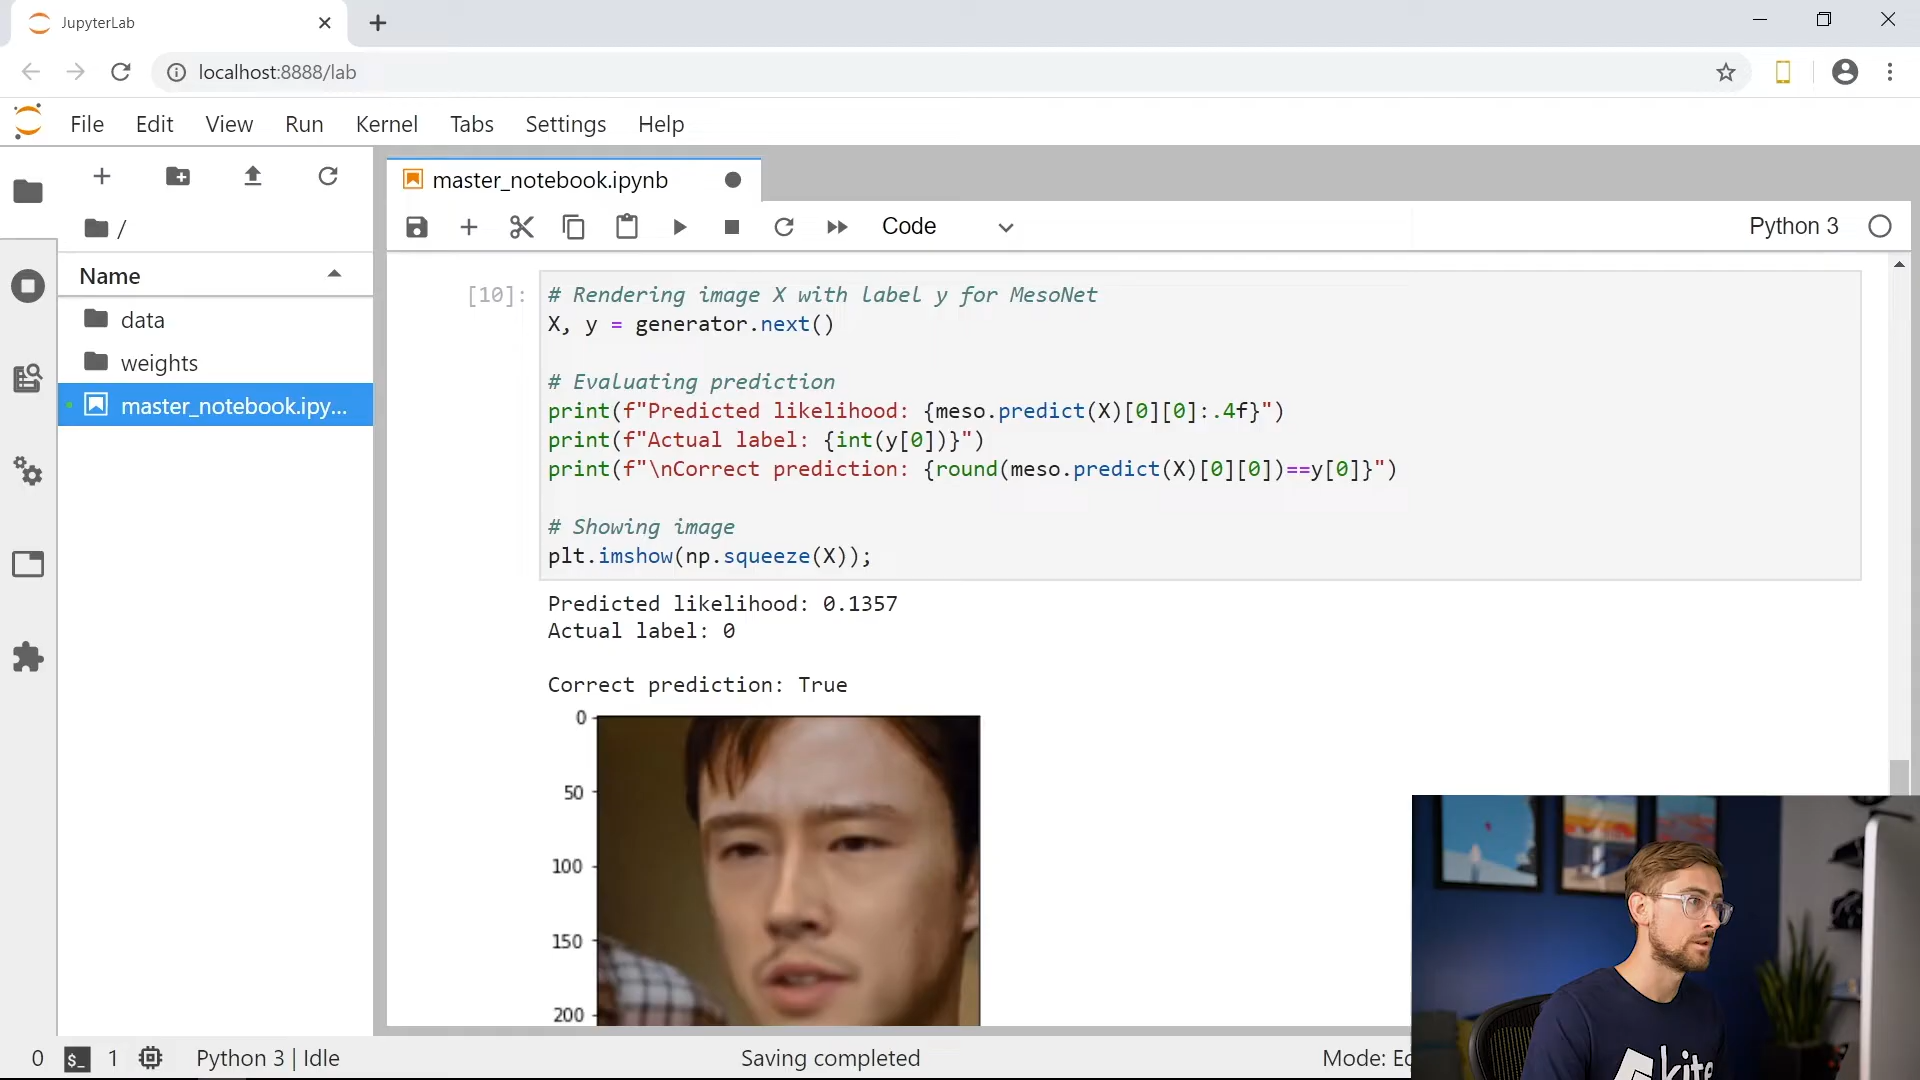 JupyterLab
localhost:8888/lab
File Edit View Run Kernel Tabs Settings Help
master_notebook.ipynb
/
Code
Python 3
Name
data
weights
master_notebook.ipy...
[10]:
# Rendering image X with label y for MesoNet
X, y = generator.next()
# Evaluating prediction
print(f"Predicted likelihood: {meso.predict(X)[0][0]:.4f}")
print(f"Actual label: {int(y[0])}")
print(f"\nCorrect prediction: {round(meso.predict(X)[0][0])==y[0]}")
# Showing image
plt.imshow(np.squeeze(X));
Predicted likelihood: 0.1357
Actual label: 0
Correct prediction: True
0
50
100
150
200
kite
0 $_ 1 Python 3 | Idle Saving completed Mode: Ed